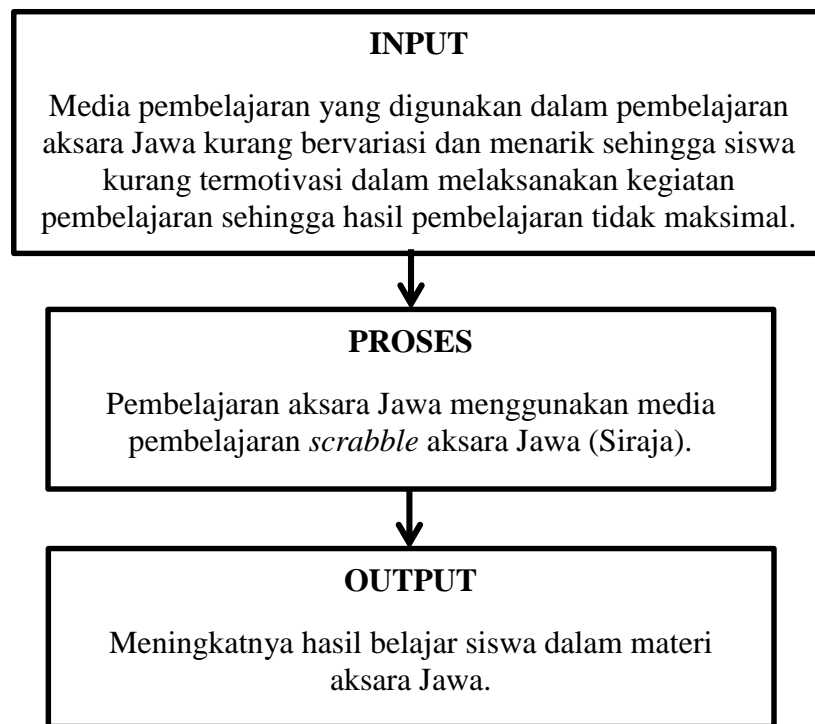 INPUT
Media pembelajaran yang digunakan dalam pembelajaran
aksara Jawa kurang bervariasi dan menarik sehingga siswa
kurang termotivasi dalam melaksanakan kegiatan
pembelajaran sehingga hasil pembelajaran tidak maksimal.
PROSES
Pembelajaran aksara Jawa menggunakan media
pembelajaran scrabble aksara Jawa (Siraja).
OUTPUT
Meningkatnya hasil belajar siswa dalam materi
aksara Jawa.